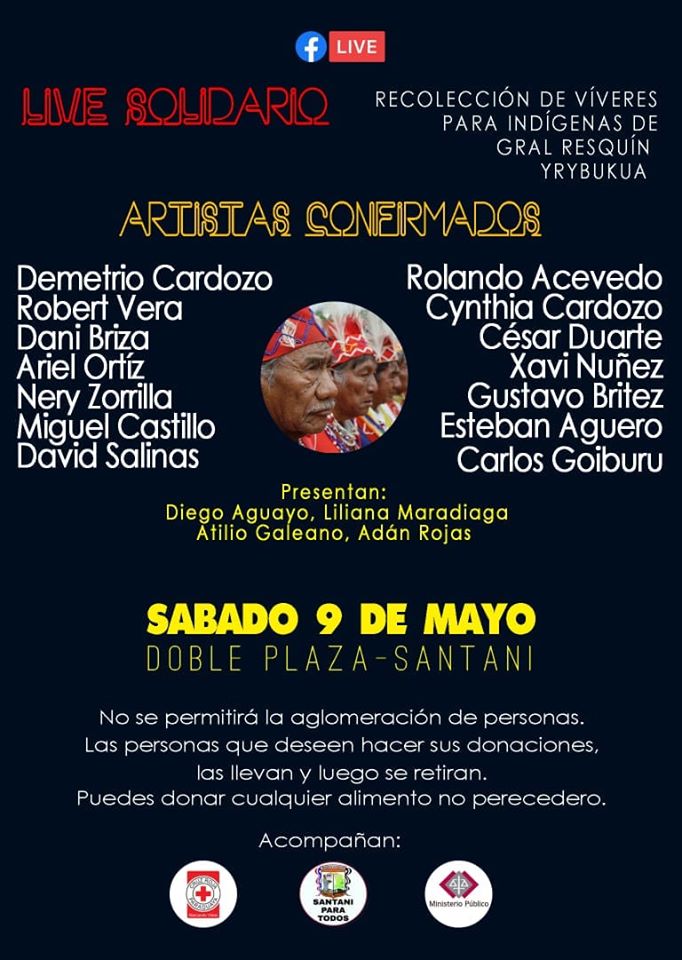 LIVE
LIVE SOLIDARIO
RECOLECCIÓN DE VÍVERES
PARA INDÍGENAS DE
GRAL RESQUÍN
YRYBUKUA
ARTISTAS CONFIRMADOS
Demetrio Cardozo
Robert Vera
Dani Briza
Ariel Ortíz
Nery Zorrilla
Miguel Castillo
David Salinas
Rolando Acevedo
Cynthia Cardozo
César Duarte
Xavi Nuñez
Gustavo Britez
Esteban Aguero
Carlos Goiburu
Presentan:
Diego Aguayo, Liliana Maradiaga
Atilio Galeano, Adán Rojas
SABADO 9 DE MAYO
DOBLE PLAZA-SANTANI
No se permitirá la aglomeración de personas.
Las personas que deseen hacer sus donaciones,
las llevan y luego se retiran.
Puedes donar cualquier alimento no perecedero.
Acompañan:
CRUZ ROJA
PARAGUAYA
SANTANI
PARA
TODOS
Ministerio Público